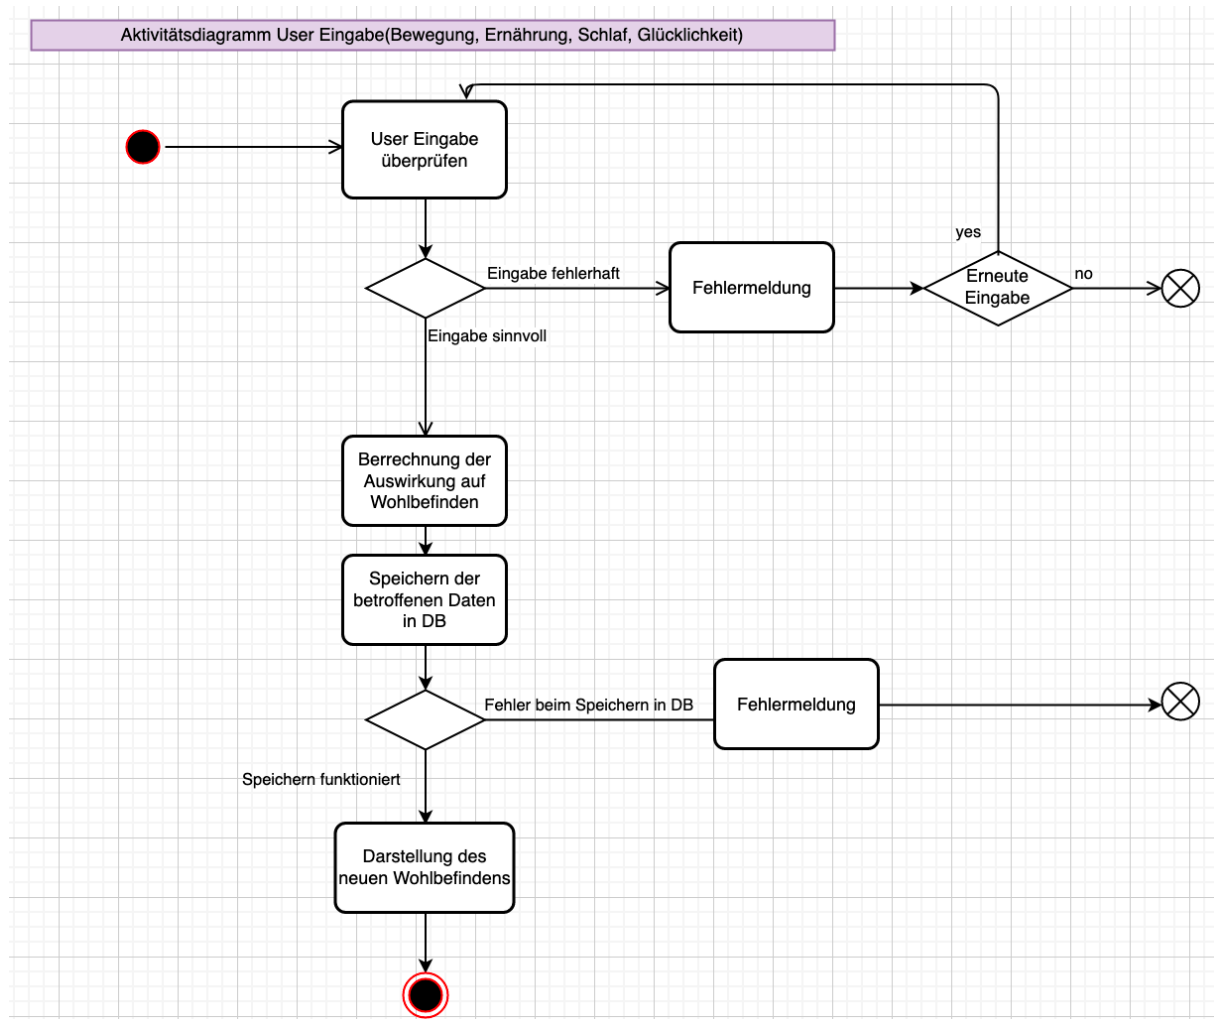 Aktivitätsdiagramm User Eingabe(Bewegung, Ernährung, Schlaf, Glücklichkeit)
User Eingabe
überprüfen
yes
Eingabe fehlerhaft
Fehlermeldung
Erneute
Eingabe
no
Eingabe sinnvoll
Berrechnung der
Auswirkung auf
Wohlbefinden
Speichern der
betroffenen Daten
in DB
Fehler beim Speichern in DB
Fehlermeldung
Speichern funktioniert
Darstellung des
neuen Wohlbefindens